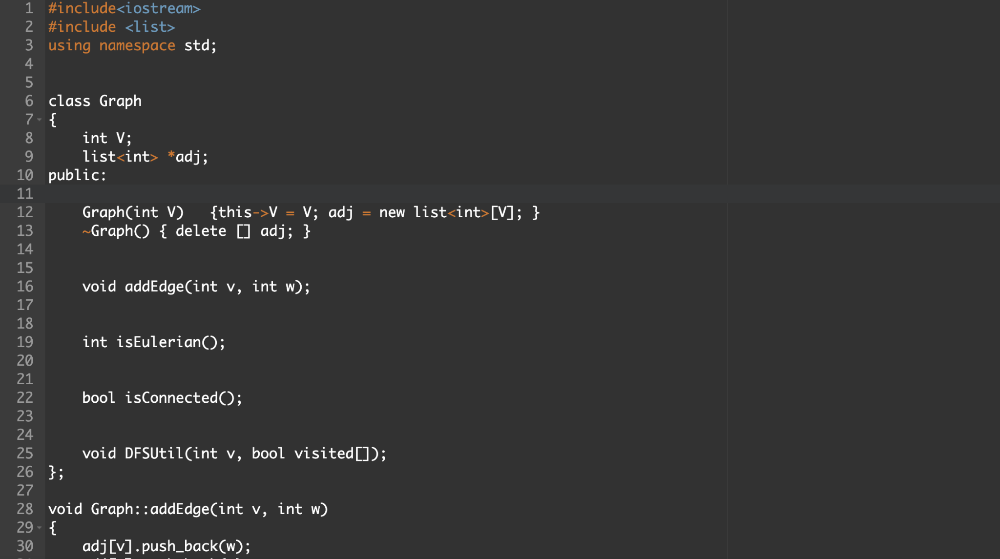 1 #include<iostream>
2 #include <list>
3 using namespace std;
4
5
6 class Graph
7 {
8     int V;
9     list<int> *adj;
10 public:
11
12     Graph(int V)   {this->V = V; adj = new list<int>[V]; }
13     ~Graph() { delete [] adj; }
14
15
16     void addEdge(int v, int w);
17
18
19     int isEulerian();
20
21
22     bool isConnected();
23
24
25     void DFSUtil(int v, bool visited[]);
26 };
27
28 void Graph::addEdge(int v, int w)
29 {
30     adj[v].push_back(w);